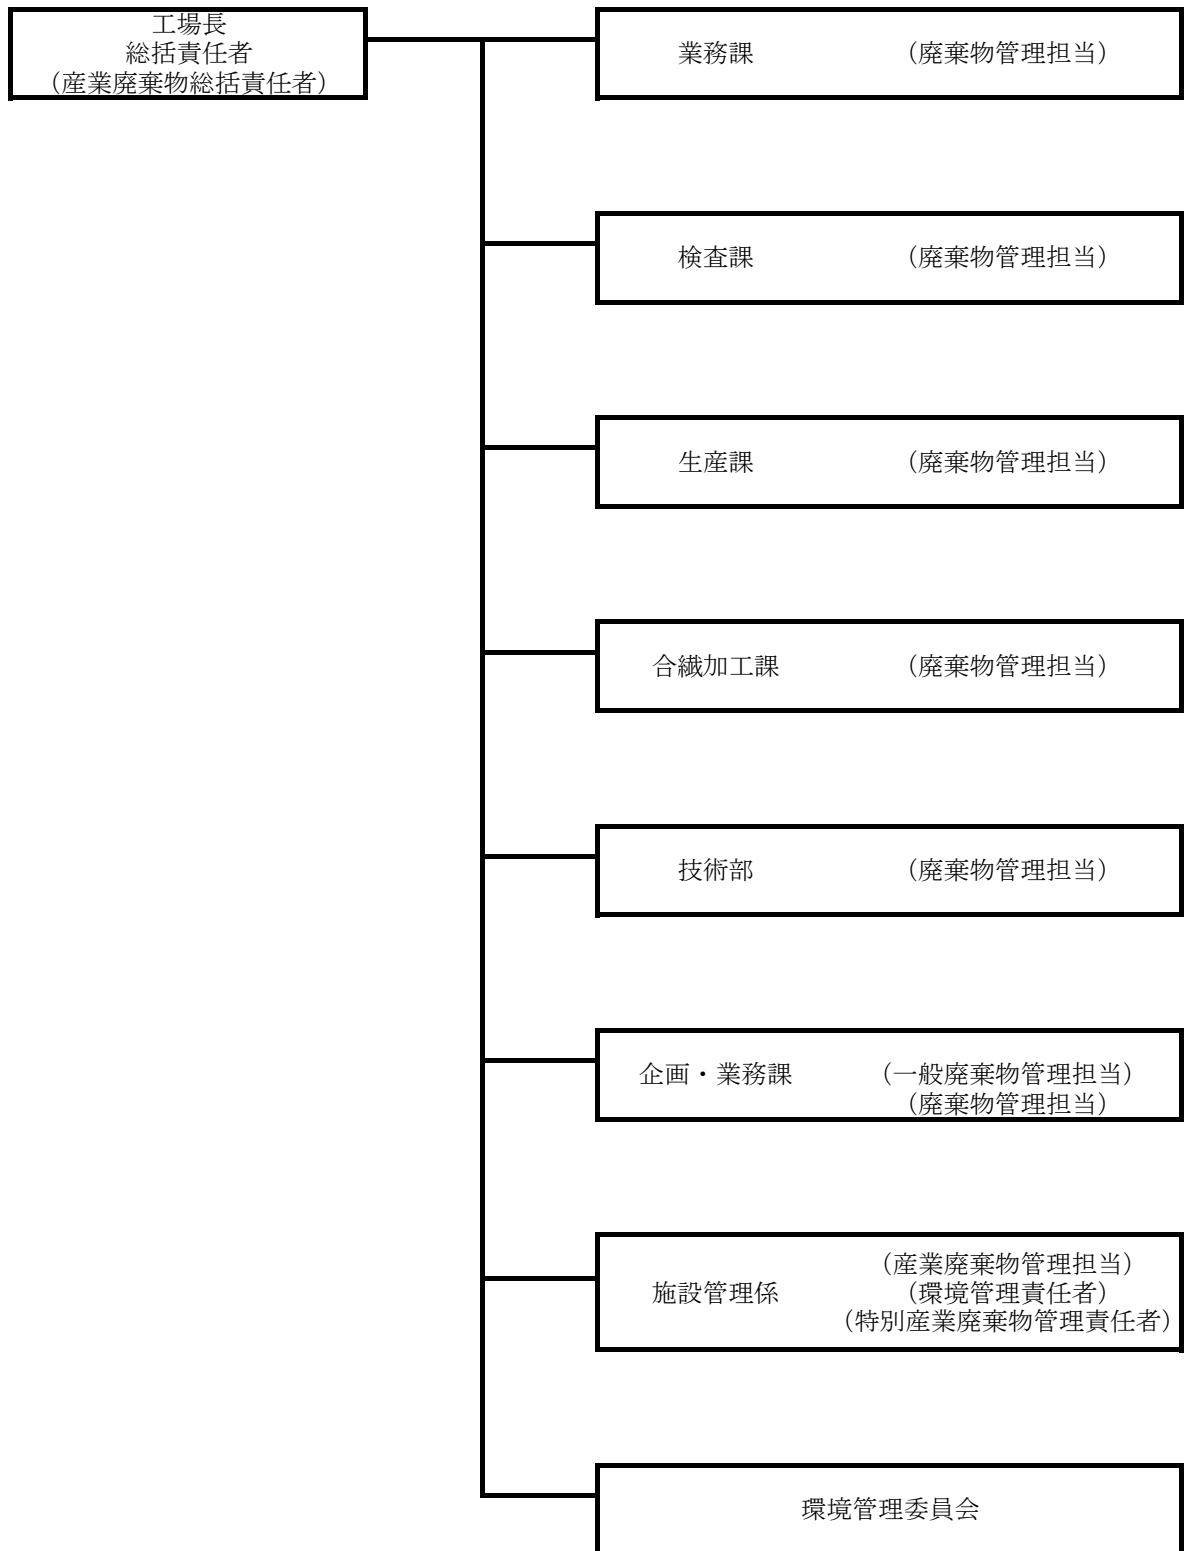 工場長
総括責任者
（産業廃棄物総括責任者）
業務課 （廃棄物管理担当）
検査課 （廃棄物管理担当）
生産課 （廃棄物管理担当）
合繊加工課 （廃棄物管理担当）
技術部 （廃棄物管理担当）
企画・業務課 （一般廃棄物管理担当）
（廃棄物管理担当）
（産業廃棄物管理担当）
施設管理係 （環境管理責任者）
（特別産業廃棄物管理責任者）
環境管理委員会